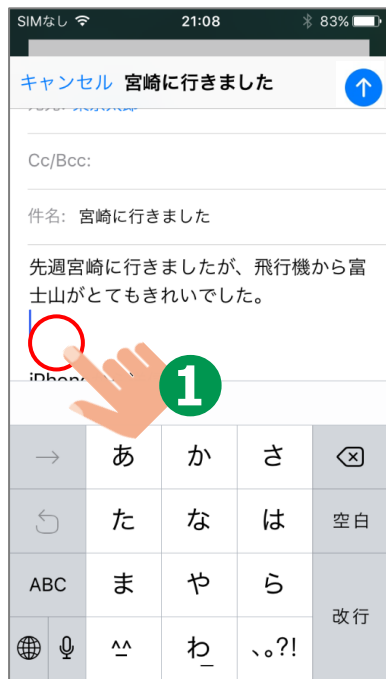 SIMなし 21:08 83%
キャンセル 宮崎に行きました
Cc/Bcc:
件名: 宮崎に行きました
先週宮崎に行きましたが、飛行機から富
士山がとてもきれいでした。
iPhone
1
→ あ か さ
た な は 空白
ABC ま や ら
改行
^^ わ_ 、。?!